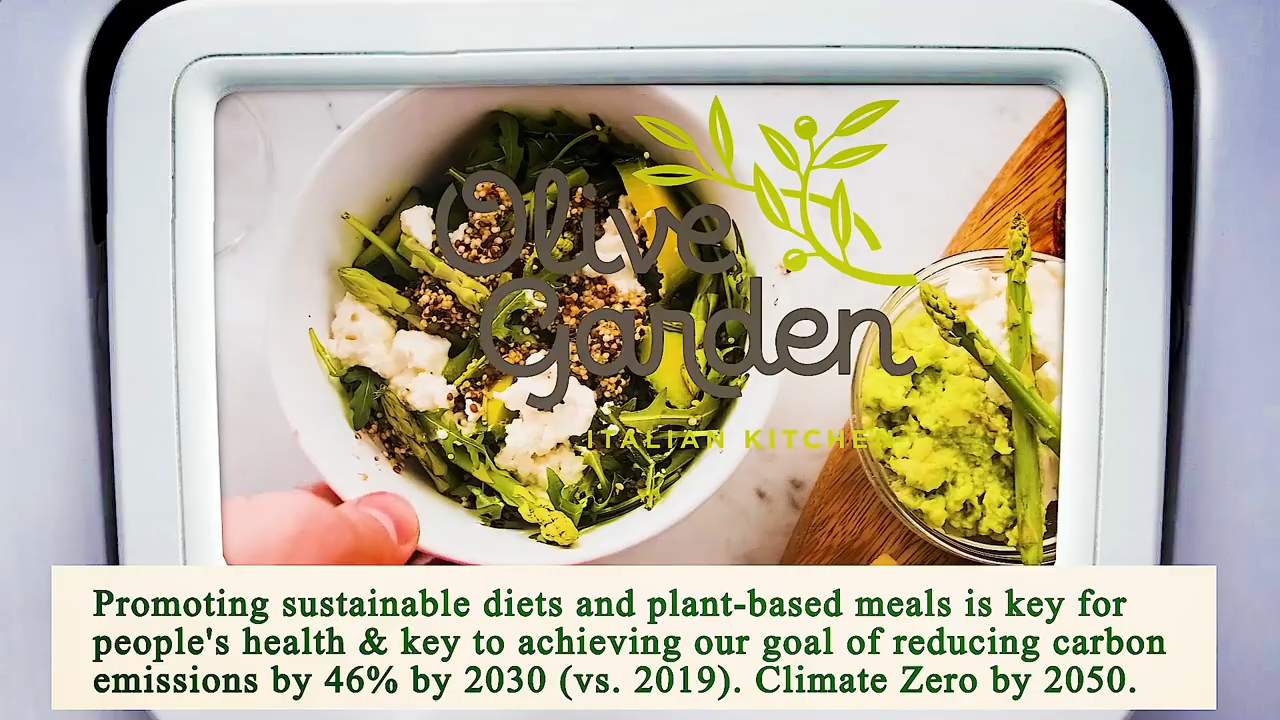 Olive
Garden
ITALIAN KITCHEN
Promoting sustainable diets and plant-based meals is key for
people's health & key to achieving our goal of reducing carbon
emissions by 46% by 2030 (vs. 2019). Climate Zero by 2050.